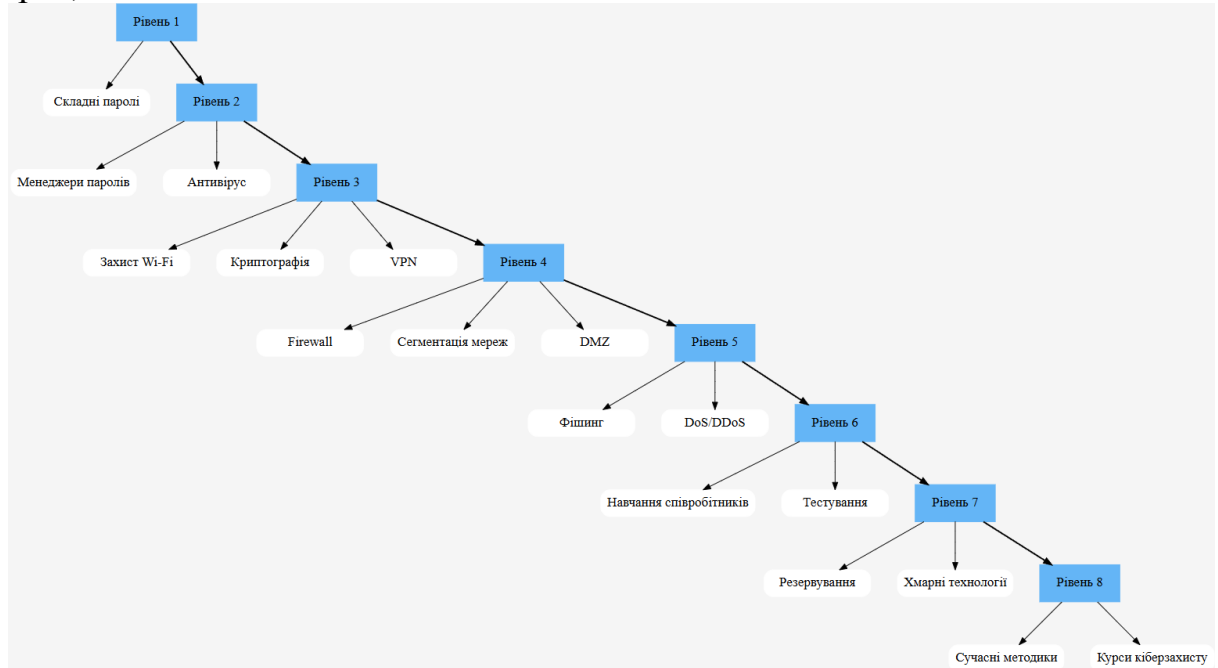 Рівень 1
Складні паролі
Рівень 2
Менеджери паролів
Антивірус
Рівень 3
Захист Wi-Fi
Криптографія
VPN
Рівень 4
Firewall
Сегментація мереж
DMZ
Рівень 5
Фішинг
DoS/DDoS
Рівень 6
Навчання співробітників
Тестування
Рівень 7
Резервування
Хмарні технології
Рівень 8
Сучасні методики
Курси кіберзахисту